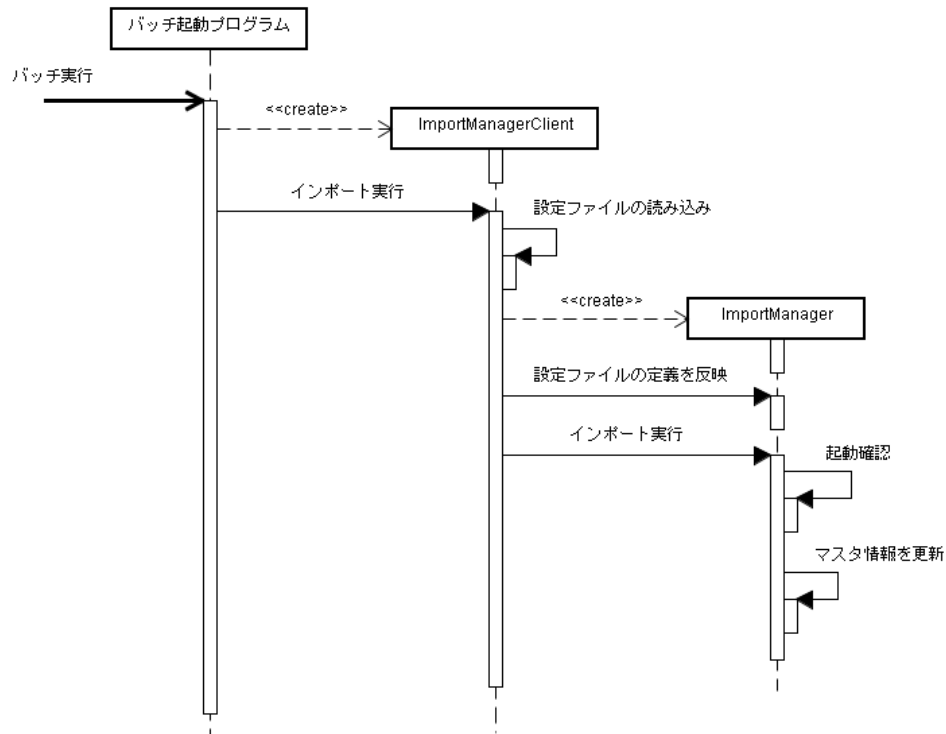 バッチ起動プログラム
バッチ実行
<<create>>
ImportManagerClient
インポート実行
設定ファイルの読み込み
<<create>>
ImportManager
設定ファイルの定義を反映
インポート実行
起動確認
マスタ情報を更新